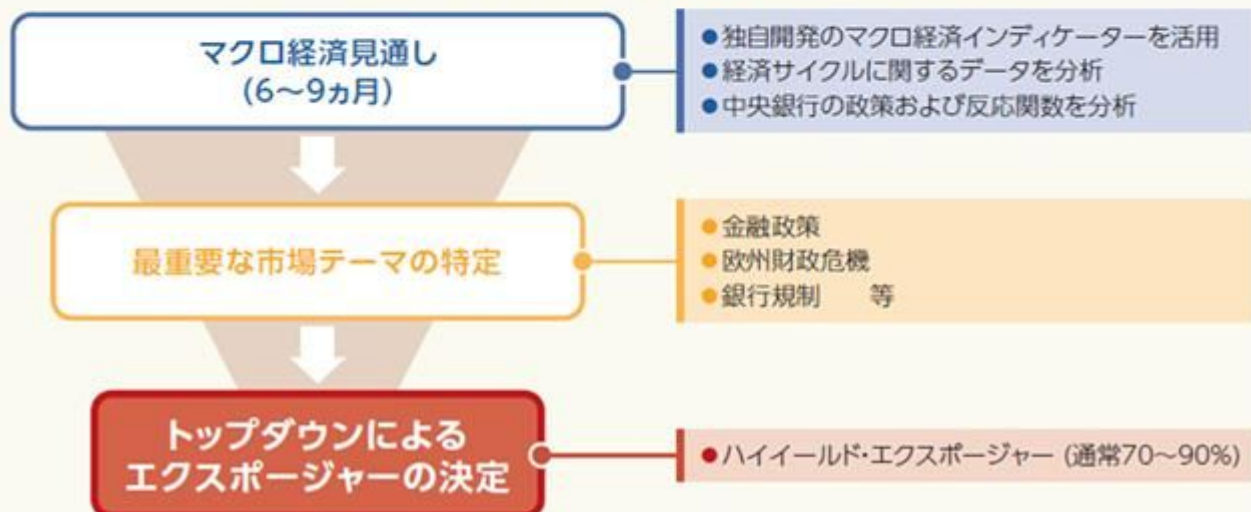 マクロ経済見通し
(6〜9ヵ月)
●独自開発のマクロ経済インディケーターを活用
●経済サイクルに関するデータを分析
●中央銀行の政策および反応関数を分析
最重要な市場テーマの特定
●金融政策
●欧州財政危機
●銀行規制　　等
トップダウンによる
エクスポージャーの決定
●ハイイールド・エクスポージャー (通常70〜90%)